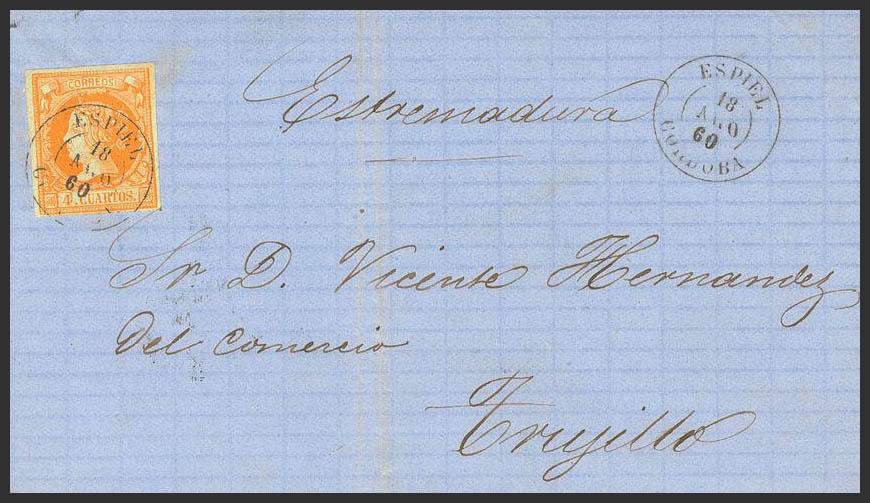 CORREOS
4 CUARTOS.
ESPIEL
18
AGO
60
Estremadura
ESPIEL
18
AGO
60
CORDOBA
Sr D. Vicente Hernandez
Del Comercio
Trujillo